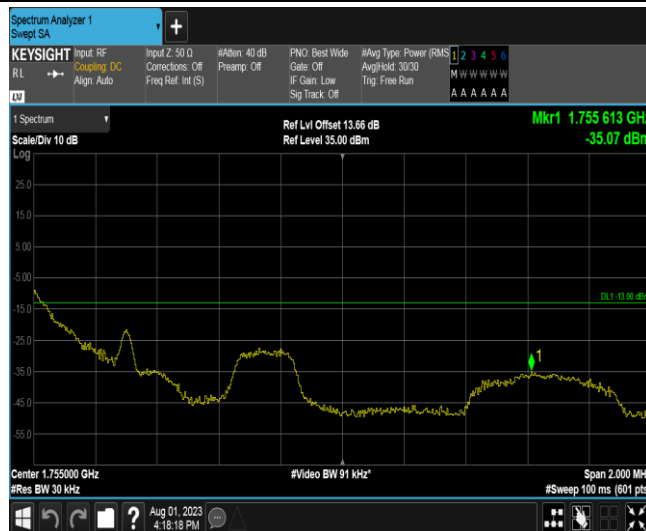 Spectrum Analyzer 1
Swept SA
+
KEYSIGHT
RL
LXI
Input: RF
Coupling: DC
Align: Auto
Input Z: 50 Ω
Corrections: Off
Freq Ref: Int (S)
#Atten: 40 dB
Preamp: Off
PNO: Best Wide
Gate: Off
IF Gain: Low
Sig Track: Off
#Avg Type: Power (RMS
Avg|Hold: 30/30
Trig: Free Run
1 2 3 4 5 6
M W W W W W
A A A A A A
1 Spectrum
Scale/Div 10 dB
Log
Ref Lvl Offset 13.66 dB
Ref Level 35.00 dBm
Mkr1 1.755 613 GHz
-35.07 dBm
25.0
15.0
5.00
-5.00
-15.0
-25.0
-35.0
-45.0
-55.0
DL1 -13.00 dBm
1
Center 1.755000 GHz
#Res BW 30 kHz
#Video BW 91 kHz*
Span 2.000 MH
#Sweep 100 ms (601 pts
?
Aug 01, 2023
4:18:18 PM